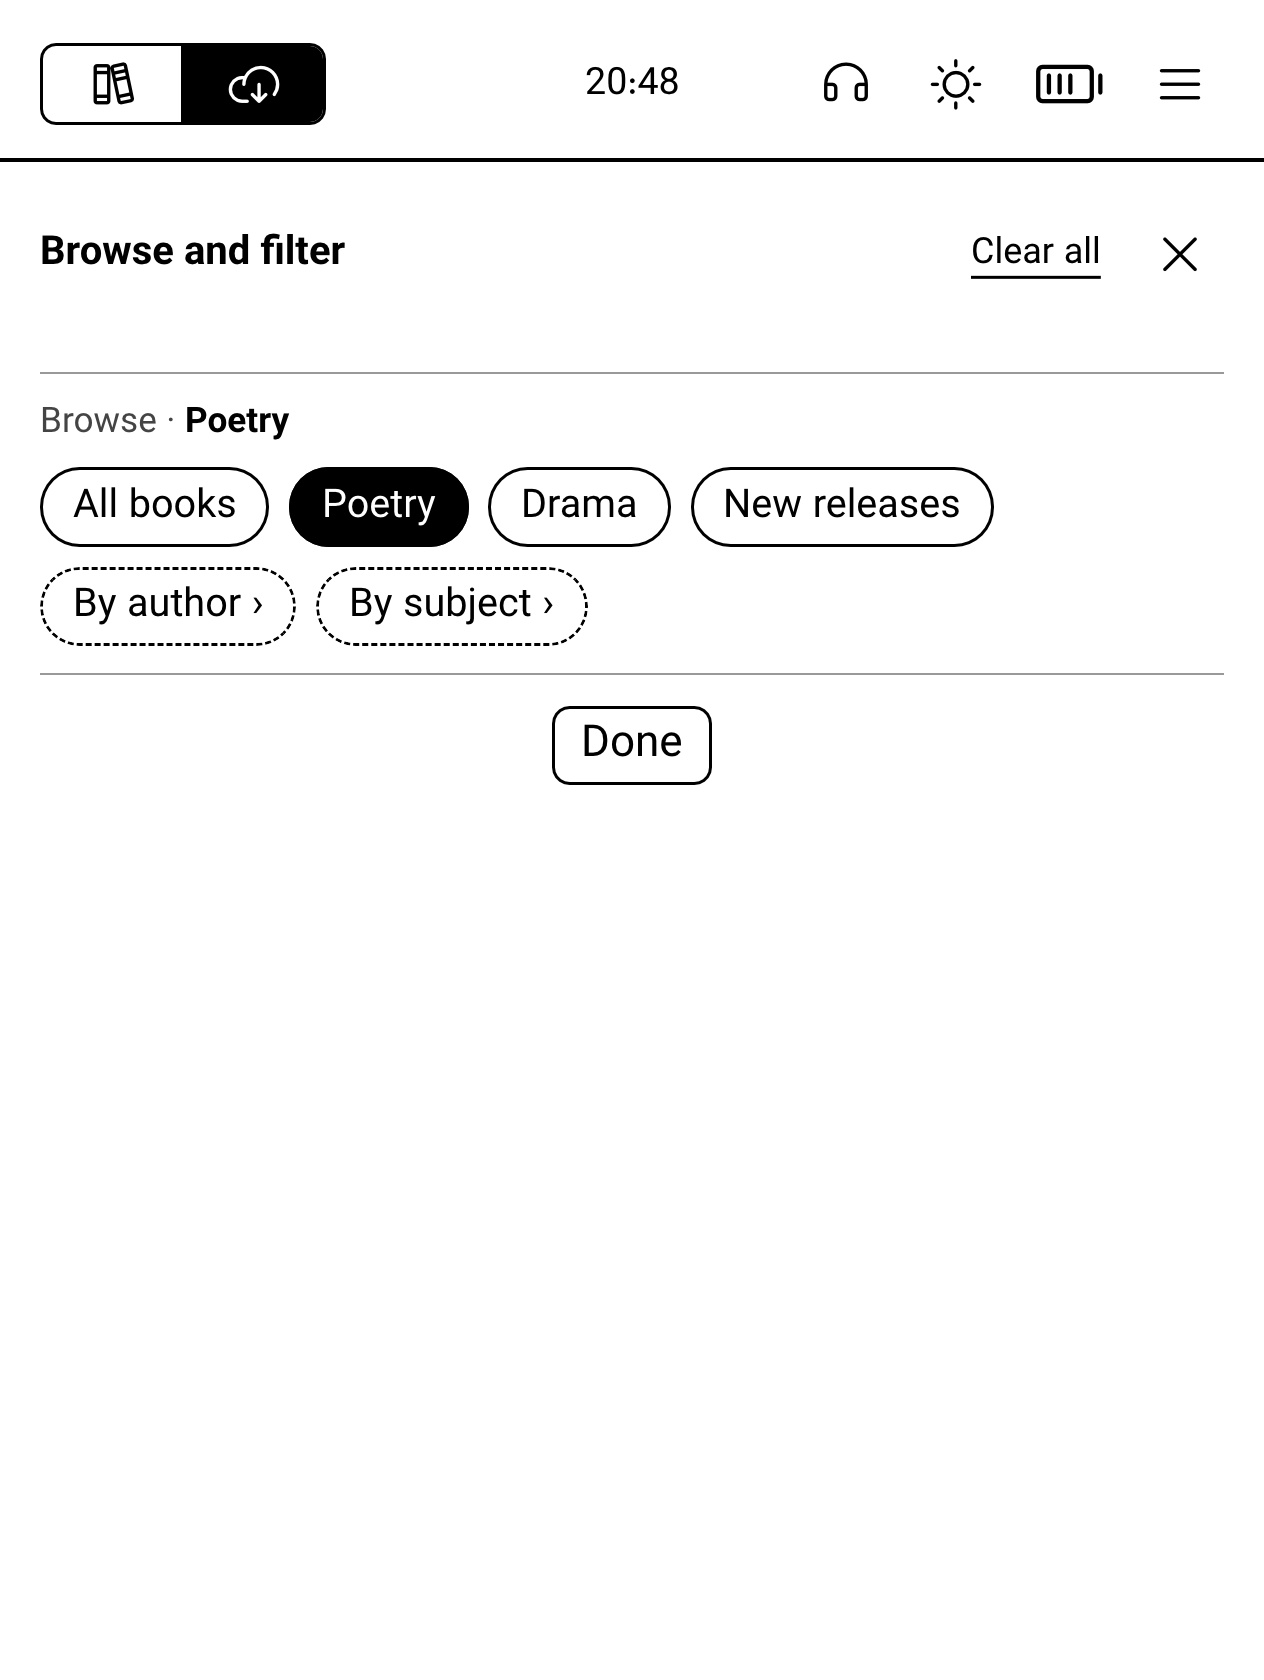 20:48
Browse and filter
Clear all
Browse · Poetry
All books Poetry Drama New releases
By author › By subject ›
Done